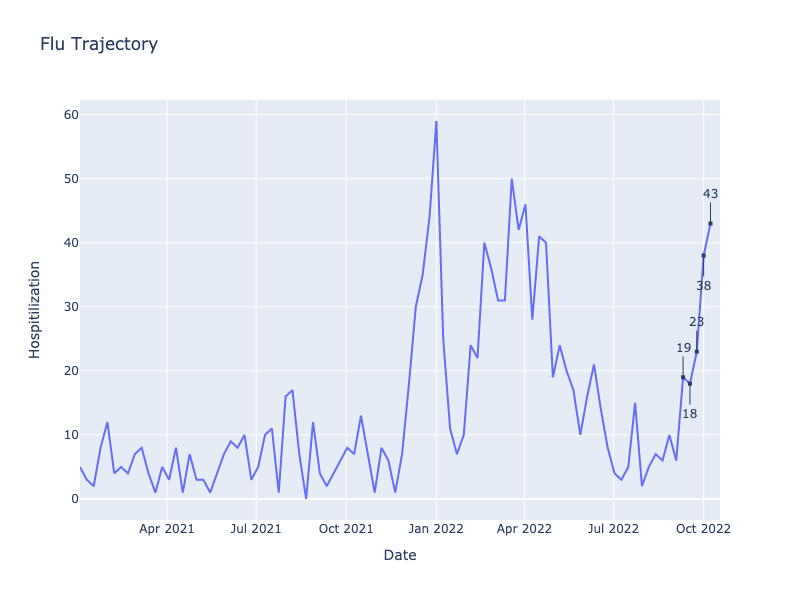 Flu Trajectory
60
50
40
30
20
10
0
Hospitilization
19
18
23
38
43
Apr 2021
Jul 2021
Oct 2021
Jan 2022
Apr 2022
Jul 2022
Oct 2022
Date